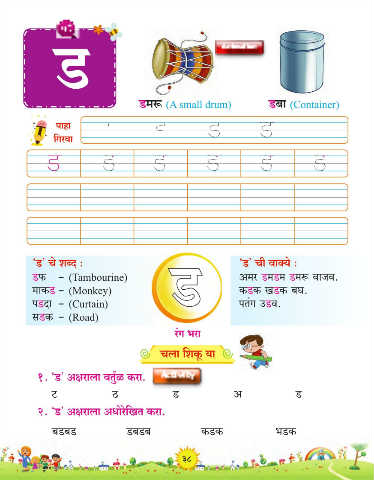 ड
डमरू (A small drum)
डबा (Container)
पाहा
गिरवा
ड ड ड ड ड ड
'ड' चे शब्द :
डफ – (Tambourine)
माकड – (Monkey)
पडदा – (Curtain)
सडक – (Road)
ड
रंग भरा
'ड' ची वाक्ये :
अमर डमडम डमरू वाजव.
कडक खडक बघ.
पतंग उडव.
चला शिकू या
१. 'ड' अक्षराला वर्तुळ करा.
Activity
ट ठ ड अ ड
२. 'ड' अक्षराला अधोरेखित करा.
बडबड डबडब कडक भडक
३८